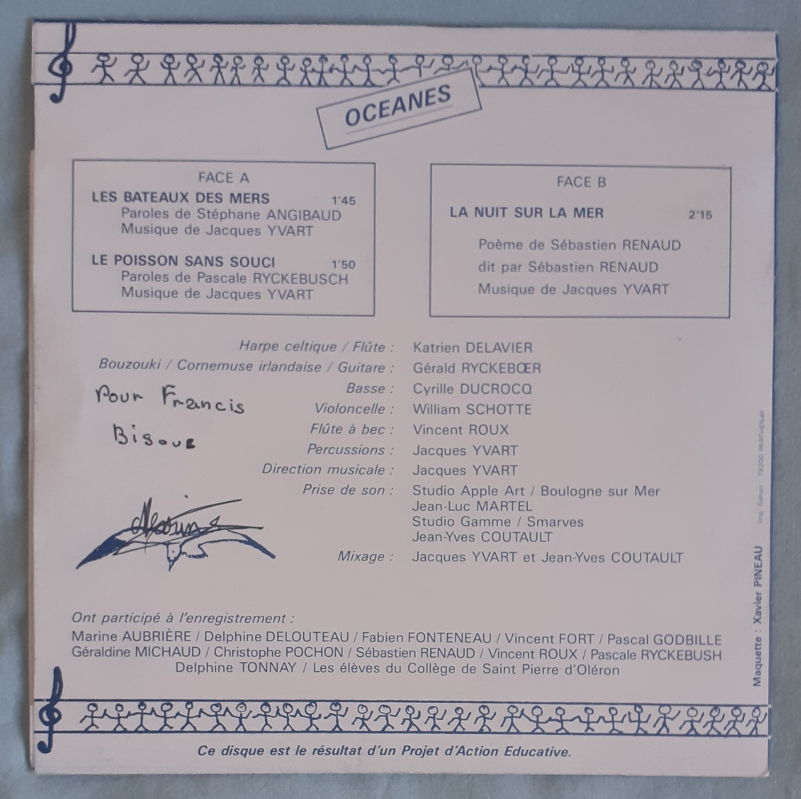 OCEANES
FACE A
LES BATEAUX DES MERS 1'45
Paroles de Stéphane ANGIBAUD
Musique de Jacques YVART
LE POISSON SANS SOUCI 1'50
Paroles de Pascale RYCKEBUSCH
Musique de Jacques YVART
FACE B
LA NUIT SUR LA MER 2'15
Poème de Sébastien RENAUD
dit par Sébastien RENAUD
Musique de Jacques YVART
Harpe celtique / Flûte : Katrien DELAVIER
Bouzouki / Cornemuse irlandaise / Guitare : Gérald RYCKEBŒR
Basse : Cyrille DUCROCQ
Violoncelle : William SCHOTTE
Flûte à bec : Vincent ROUX
Percussions : Jacques YVART
Direction musicale : Jacques YVART
Prise de son : Studio Apple Art / Boulogne sur Mer
Jean-Luc MARTEL
Studio Gamme / Smarves
Jean-Yves COUTAULT
Mixage : Jacques YVART et Jean-Yves COUTAULT
Pour Francis
Bisous
Ont participé à l'enregistrement :
Marine AUBRIÈRE / Delphine DELOUTEAU / Fabien FONTENEAU / Vincent FORT / Pascal GODBILLE
Géraldine MICHAUD / Christophe POCHON / Sébastien RENAUD / Vincent ROUX / Pascale RYCKEBUSH
Delphine TONNAY / Les élèves du Collège de Saint Pierre d'Oléron
Ce disque est le résultat d'un Projet d'Action Educative.
Maquette : Xavier PINEAU
79200 PARTHENAY